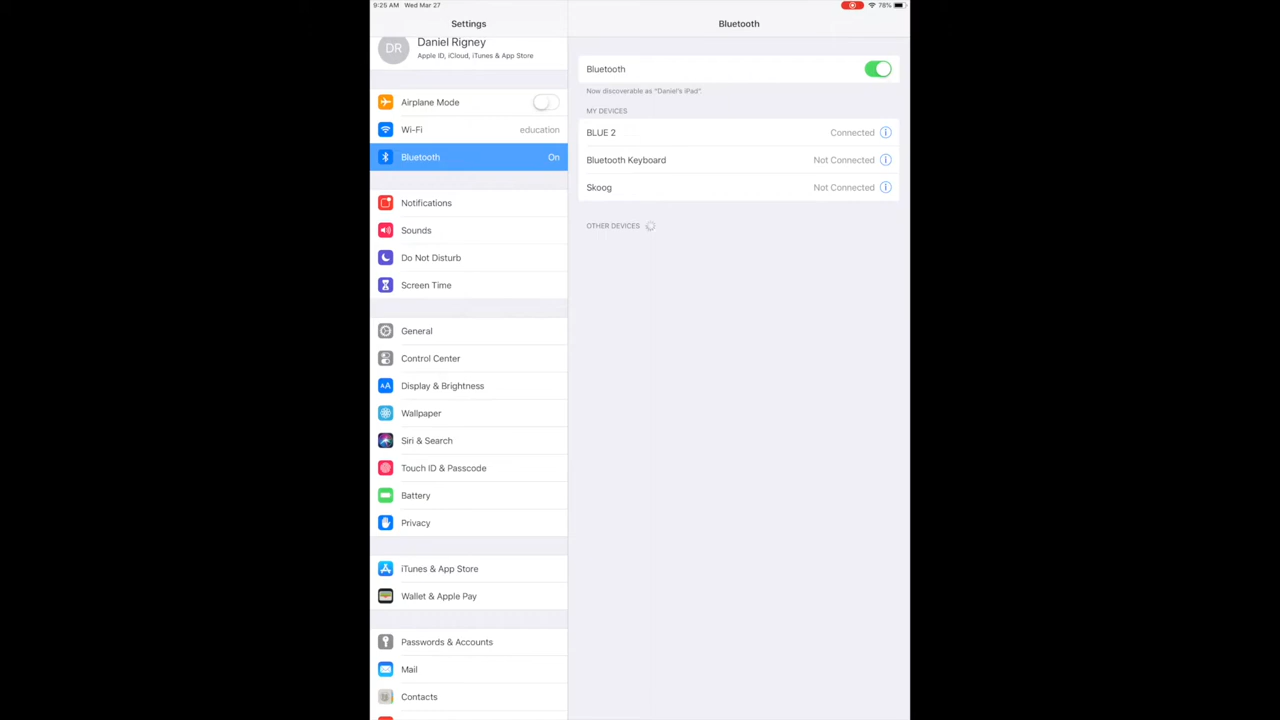 9:25 AM Wed Mar 27
78%
Settings
DR
Daniel Rigney
Apple ID, iCloud, iTunes & App Store
Airplane Mode
Wi-Fi education
Bluetooth On
Notifications
Sounds
Do Not Disturb
Screen Time
General
Control Center
AA Display & Brightness
Wallpaper
Siri & Search
Touch ID & Passcode
Battery
Privacy
iTunes & App Store
Wallet & Apple Pay
Passwords & Accounts
Mail
Contacts
Bluetooth
Bluetooth
Now discoverable as “Daniel's iPad”.
MY DEVICES
BLUE 2 Connected
Bluetooth Keyboard Not Connected
Skoog Not Connected
OTHER DEVICES